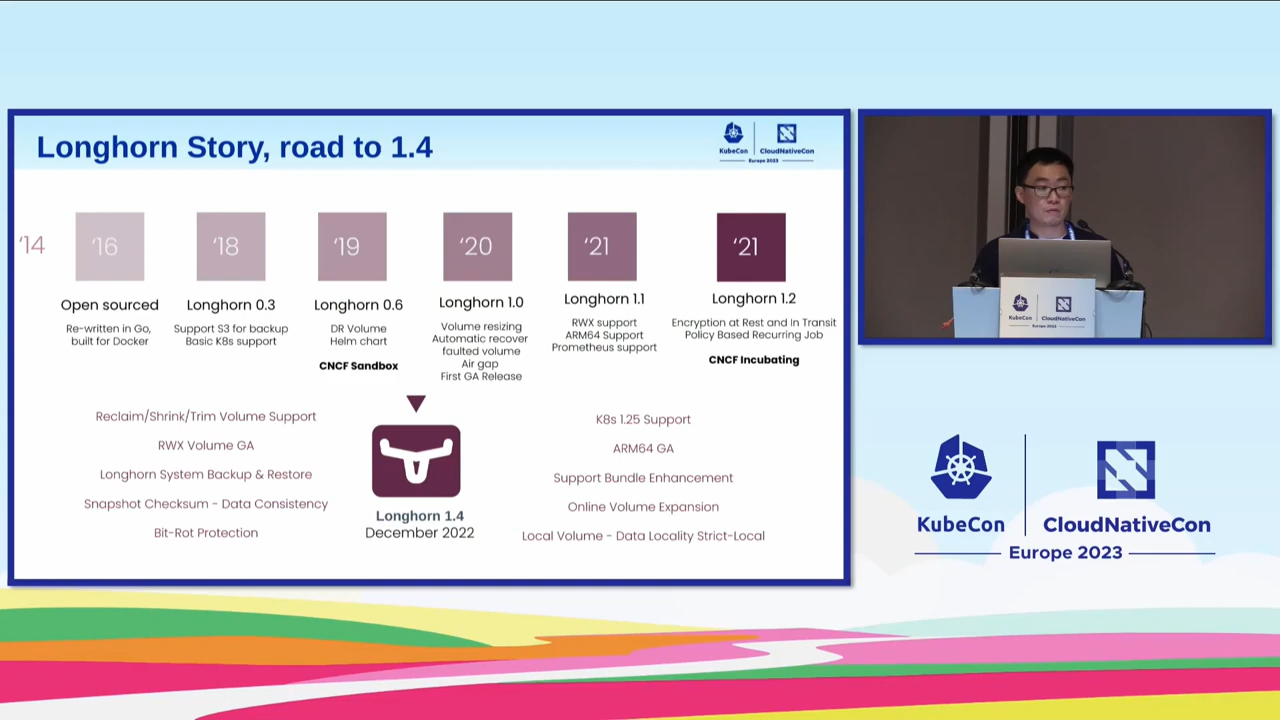 Longhorn Story, road to 1.4
KubeCon
CloudNativeCon
Europe 2023
'14
'16
'18
'19
'20
'21
'21
Open sourced
Re-written in Go,
built for Docker
Longhorn 0.3
Support S3 for backup
Basic K8s support
Longhorn 0.6
DR Volume
Helm chart
CNCF Sandbox
Longhorn 1.0
Volume resizing
Automatic recover
faulted volume
Air gap
First GA Release
Longhorn 1.1
RWX support
ARM64 Support
Prometheus support
Longhorn 1.2
Encryption at Rest and In Transit
Policy Based Recurring Job
CNCF Incubating
Reclaim/Shrink/Trim Volume Support
RWX Volume GA
Longhorn System Backup & Restore
Snapshot Checksum - Data Consistency
Bit-Rot Protection
Longhorn 1.4
December 2022
K8s 1.25 Support
ARM64 GA
Support Bundle Enhancement
Online Volume Expansion
Local Volume - Data Locality Strict-Local
KubeCon
CloudNativeCon
Europe 2023
KubeCon
CloudNativeCon
Europe 2023